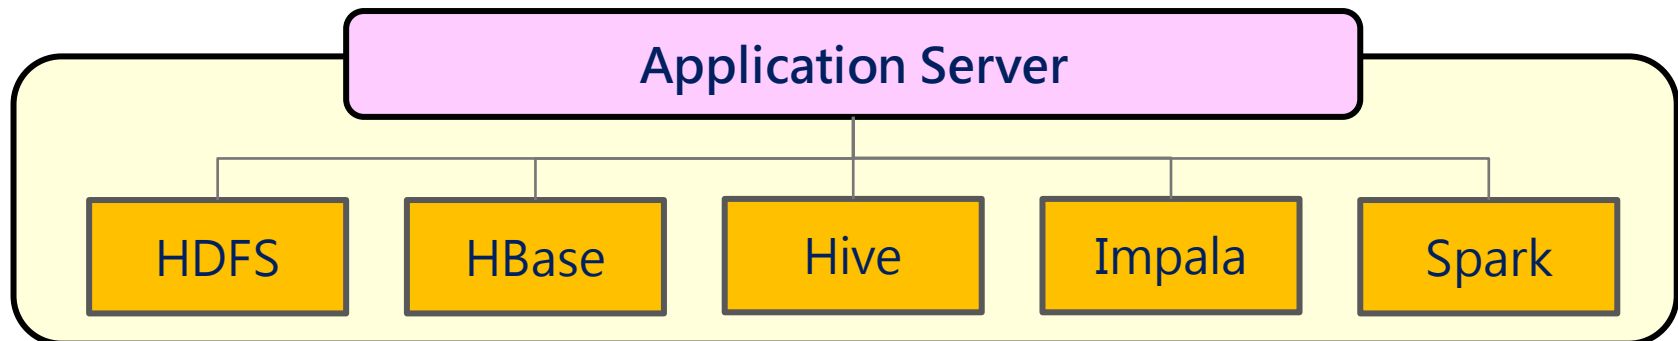 Application Server
HDFS
HBase
Hive
Impala
Spark